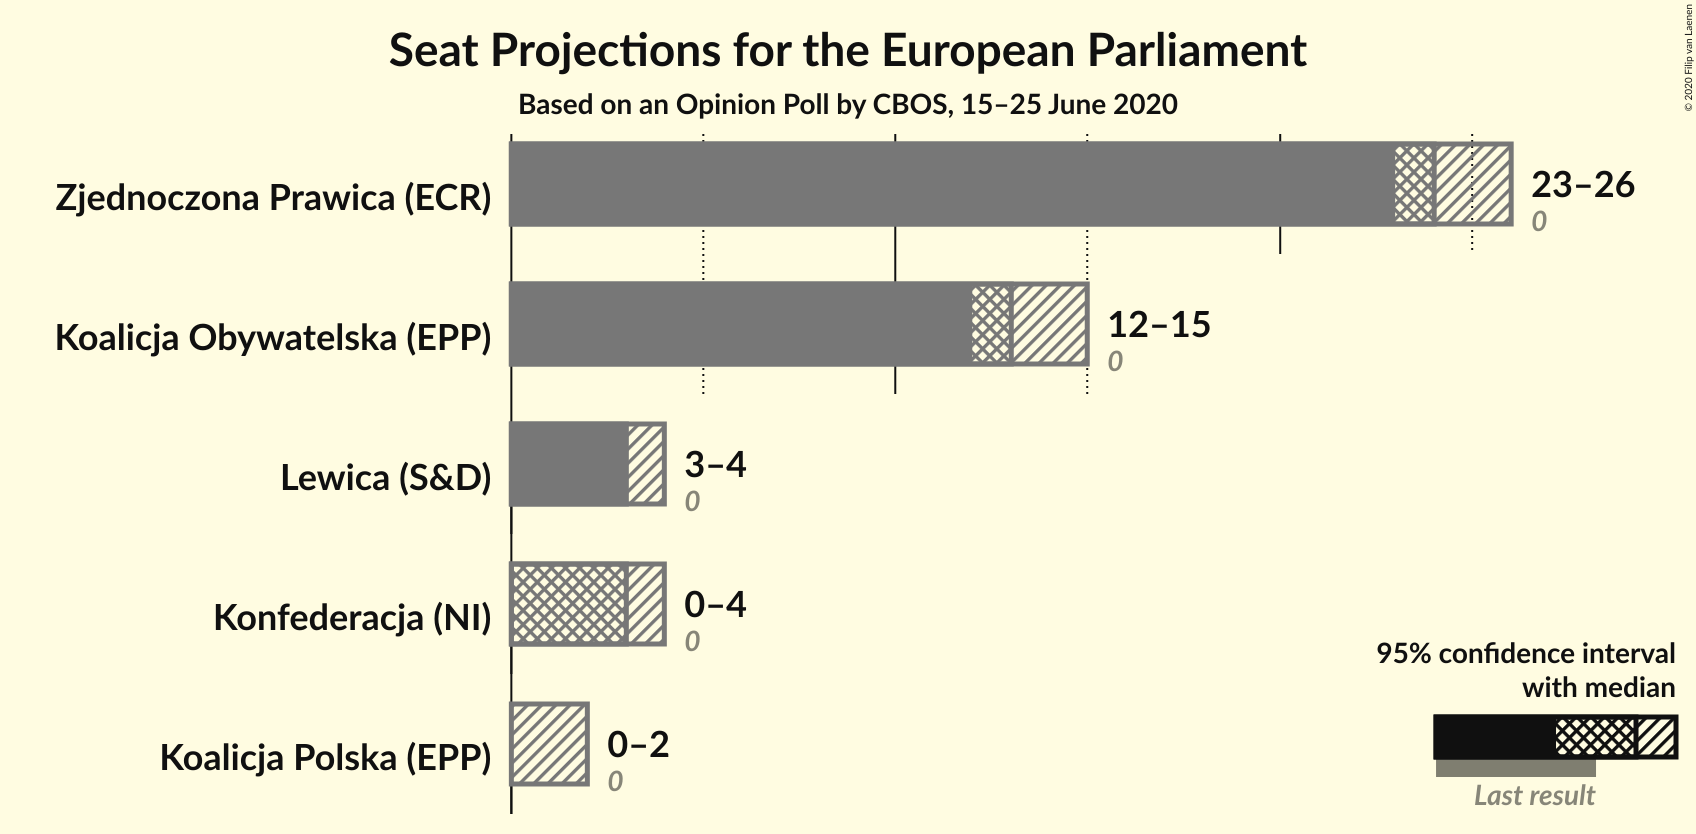 Seat Projections for the European Parliament
Based on an Opinion Poll by CBOS, 15–25 June 2020
© 2020 Filip van Laenen
Zjednoczona Prawica (ECR)
23–26
0
Koalicja Obywatelska (EPP)
12–15
0
Lewica (S&D)
3–4
0
Konfederacja (NI)
0–4
0
Koalicja Polska (EPP)
0–2
0
95% confidence interval
with median
Last result